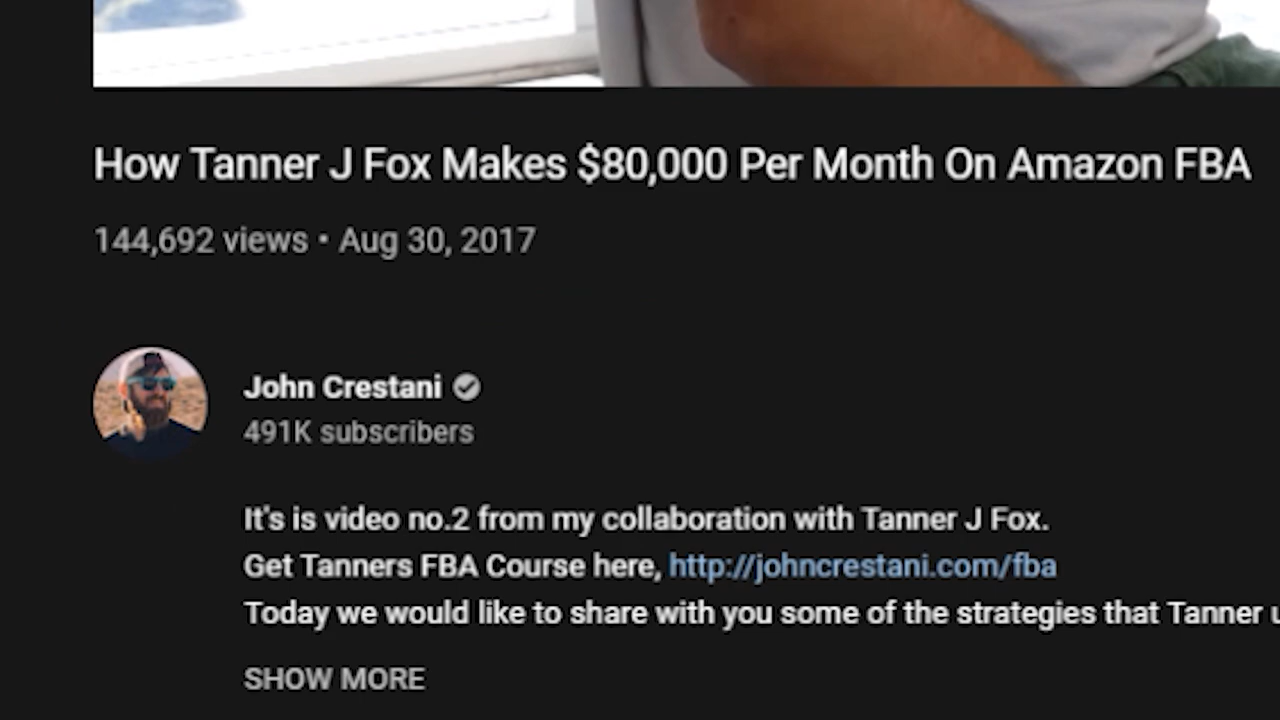 How Tanner J Fox Makes $80,000 Per Month On Amazon FBA
144,692 views • Aug 30, 2017
John Crestani
491K subscribers
It's is video no.2 from my collaboration with Tanner J Fox.
Get Tanners FBA Course here, http://johncrestani.com/fba
Today we would like to share with you some of the strategies that Tanner
SHOW MORE